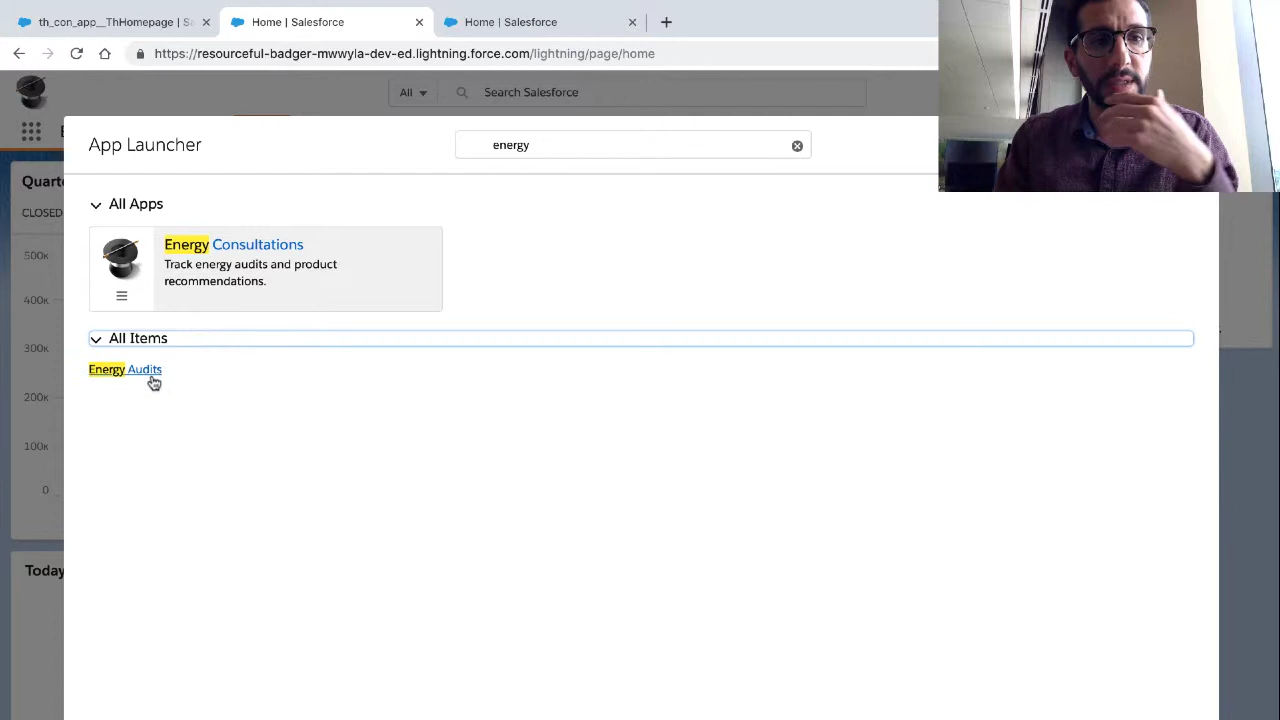 th_con_app__ThHomepage | S
Home | Salesforce
Home | Salesforce
https://resourceful-badger-mwwyla-dev-ed.lightning.force.com/lightning/page/home
All
Search Salesforce
App Launcher
energy
Quarte
CLOSED
500K
400K
300K
200K
100K
0
Today
All Apps
Energy Consultations
Track energy audits and product
recommendations.
All Items
Energy Audits